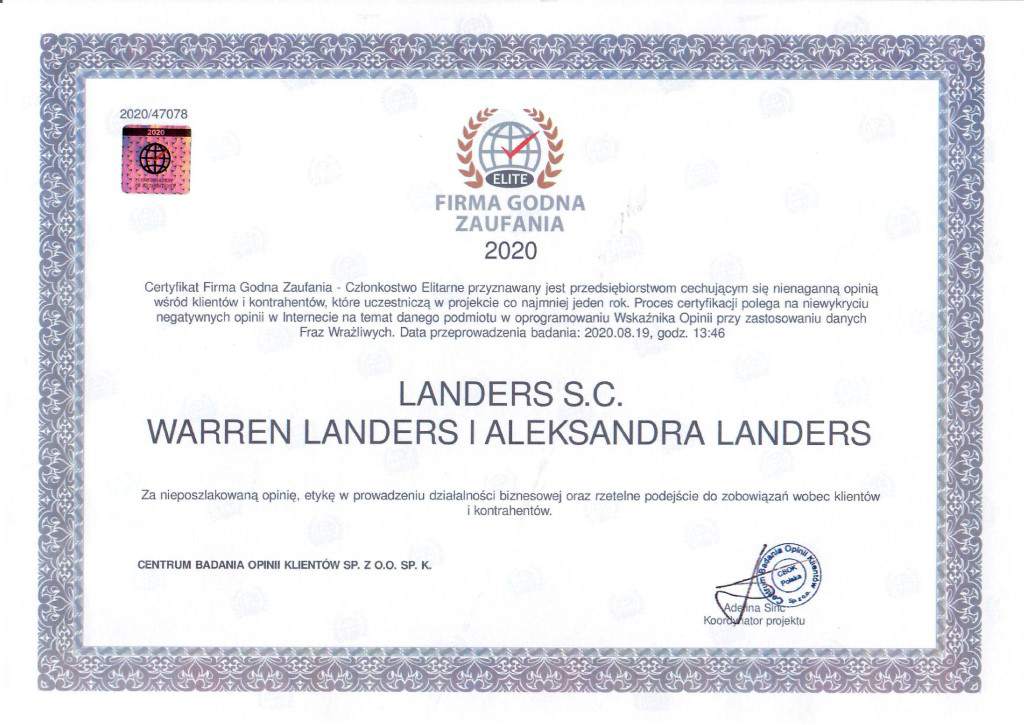 2020/47078
2020
ELITE
FIRMA GODNA
ZAUFANIA
2020
Certyfikat Firma Godna Zaufania - Członkostwo Elitarne przyznawany jest przedsiębiorstwom cechującym się nienaganną opinią
wśród klientów i kontrahentów, które uczestniczą w projekcie co najmniej jeden rok. Proces certyfikacji polega na niewykryciu
negatywnych opinii w Internecie na temat danego podmiotu w oprogramowaniu Wskaźnika Opinii przy zastosowaniu danych
Fraz Wrażliwych. Data przeprowadzenia badania: 2020.08.19, godz. 13:46
LANDERS S.C.
WARREN LANDERS I ALEKSANDRA LANDERS
Za nieposzlakowaną opinię, etykę w prowadzeniu działalności biznesowej oraz rzetelne podejście do zobowiązań wobec klientów
i kontrahentów.
CENTRUM BADANIA OPINII KLIENTÓW SP. Z O.O. SP. K.
Centrum Badania Opinii Klientów
CBOK
Polska
Sp. z o.o.
Koordynator projektu